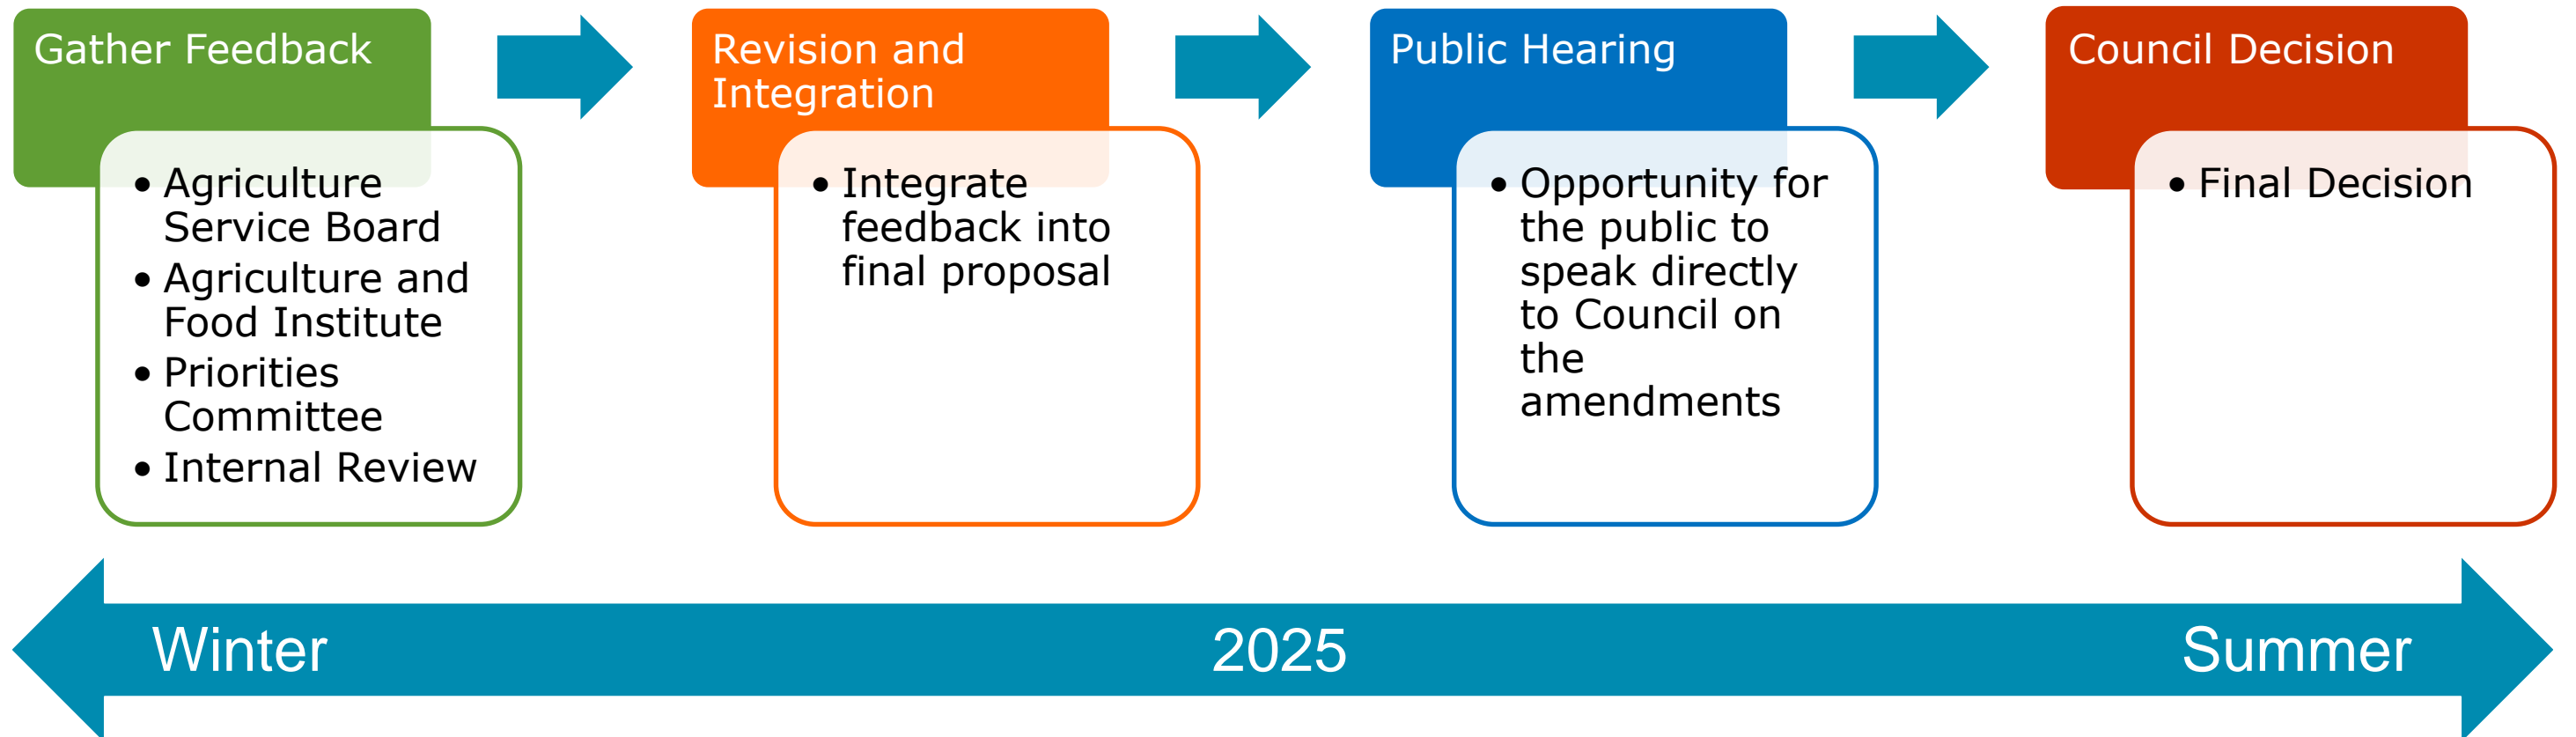 Gather Feedback
• Agriculture
Service Board
• Agriculture and
Food Institute
• Priorities
Committee
• Internal Review
Revision and
Integration
• Integrate
feedback into
final proposal
Public Hearing
• Opportunity for
the public to
speak directly
to Council on
the
amendments
Council Decision
• Final Decision
Winter
2025
Summer